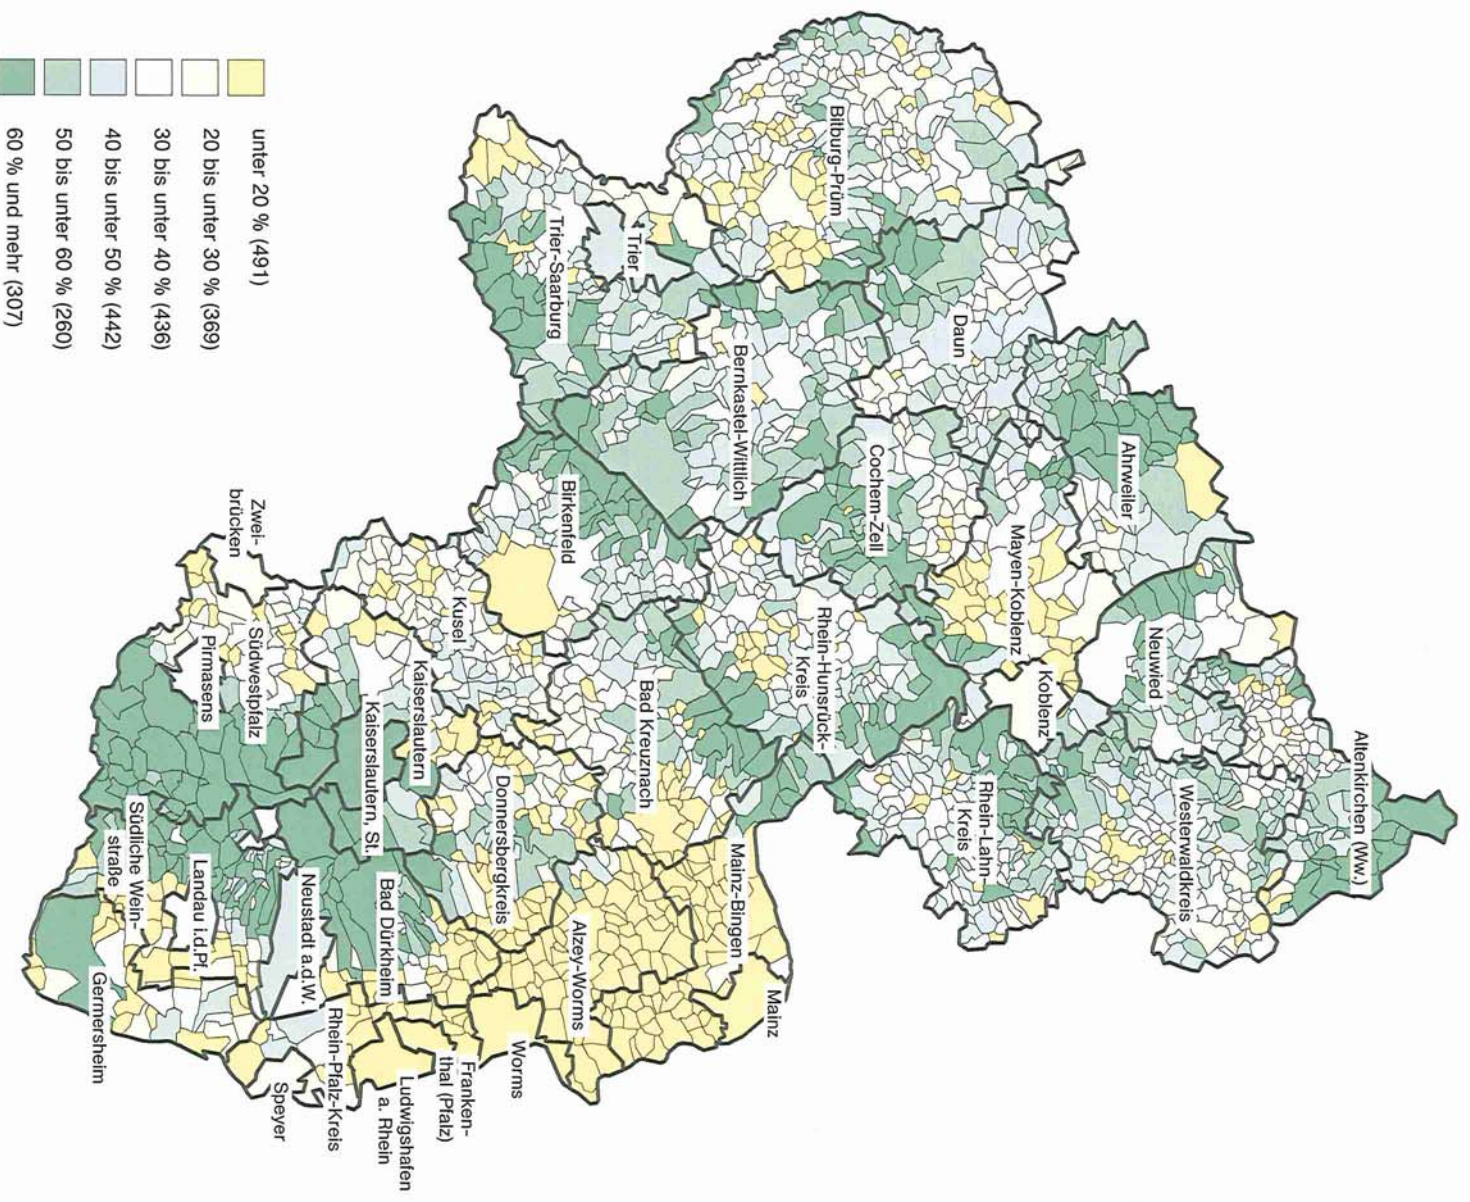 unter 20 % (491)
20 bis unter 30 % (369)
30 bis unter 40 % (436)
40 bis unter 50 % (442)
50 bis unter 60 % (260)
60 % und mehr (307)
Altenkirchen (Ww.)
Neuwied
Westerwaldkreis
Ahrweiler
Mayen-Koblenz
Koblenz
Rhein-Lahn-
Kreis
Daun
Cochem-Zell
Rhein-Hunsrück-
Kreis
Bitburg-Prüm
Bernkastel-Wittlich
Mainz-Bingen
Mainz
Bad Kreuznach
Trier
Trier-Saarburg
Birkenfeld
Alzey-Worms
Donnersbergkreis
Worms
Kusel
Kaiserslautern
Kaiserslautern, St.
Bad Dürkheim
Franken-
thal (Pfalz)
Ludwigshafen
a. Rhein
Rhein-Pfalz-Kreis
Neustadt a.d.W.
Speyer
Zwei-
brücken
Südwestpfalz
Pirmasens
Landau i.d.Pf.
Südliche Wein-
straße
Germersheim